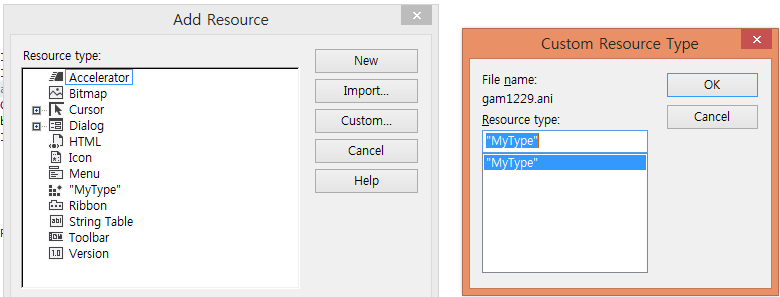 Add Resource
Resource type:
Accelerator
Bitmap
Cursor
Dialog
HTML
Icon
Menu
"MyType"
Ribbon
String Table
Toolbar
Version
New
Import...
Custom...
Cancel
Help
Custom Resource Type
File name:
gam1229.ani
Resource type:
"MyType"
"MyType"
OK
Cancel